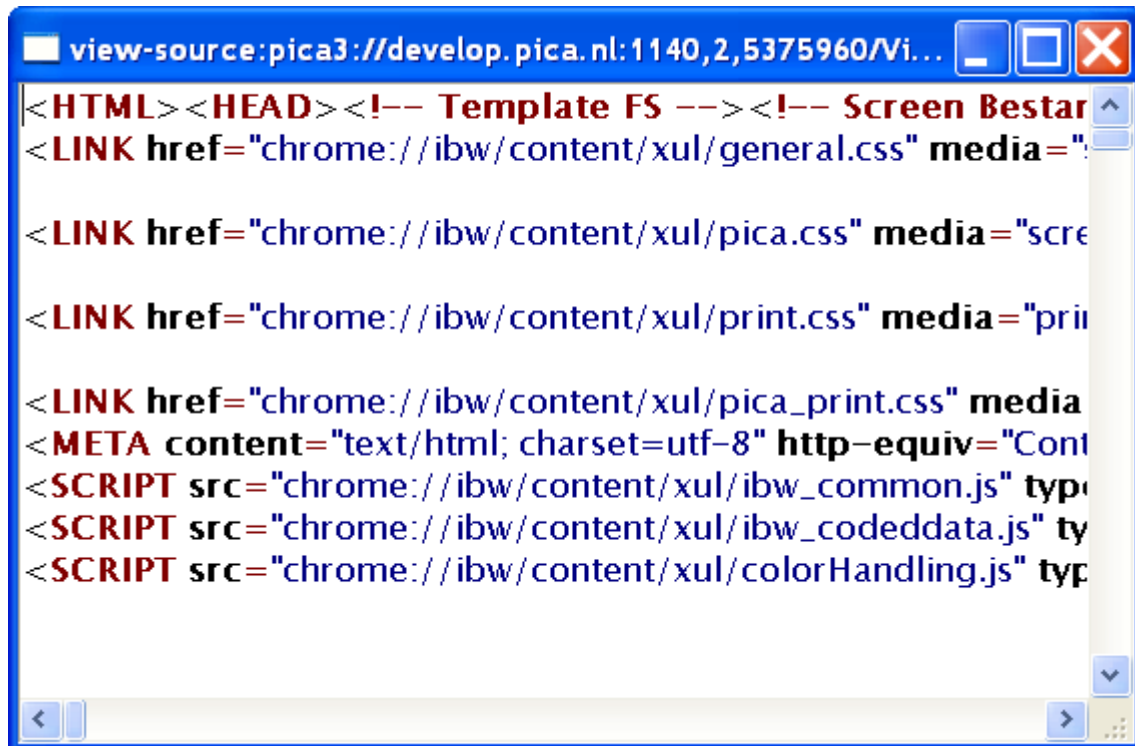 view-source:pica3://develop.pica.nl:1140,2,5375960/Vi...
<HTML><HEAD><!-- Template FS --><!-- Screen Bestar
<LINK href="chrome://ibw/content/xul/general.css" media="
<LINK href="chrome://ibw/content/xul/pica.css" media="scre
<LINK href="chrome://ibw/content/xul/print.css" media="prin
<LINK href="chrome://ibw/content/xul/pica_print.css" media
<META content="text/html; charset=utf-8" http-equiv="Cont
<SCRIPT src="chrome://ibw/content/xul/ibw_common.js" type
<SCRIPT src="chrome://ibw/content/xul/ibw_codeddata.js" ty
<SCRIPT src="chrome://ibw/content/xul/colorHandling.js" typ